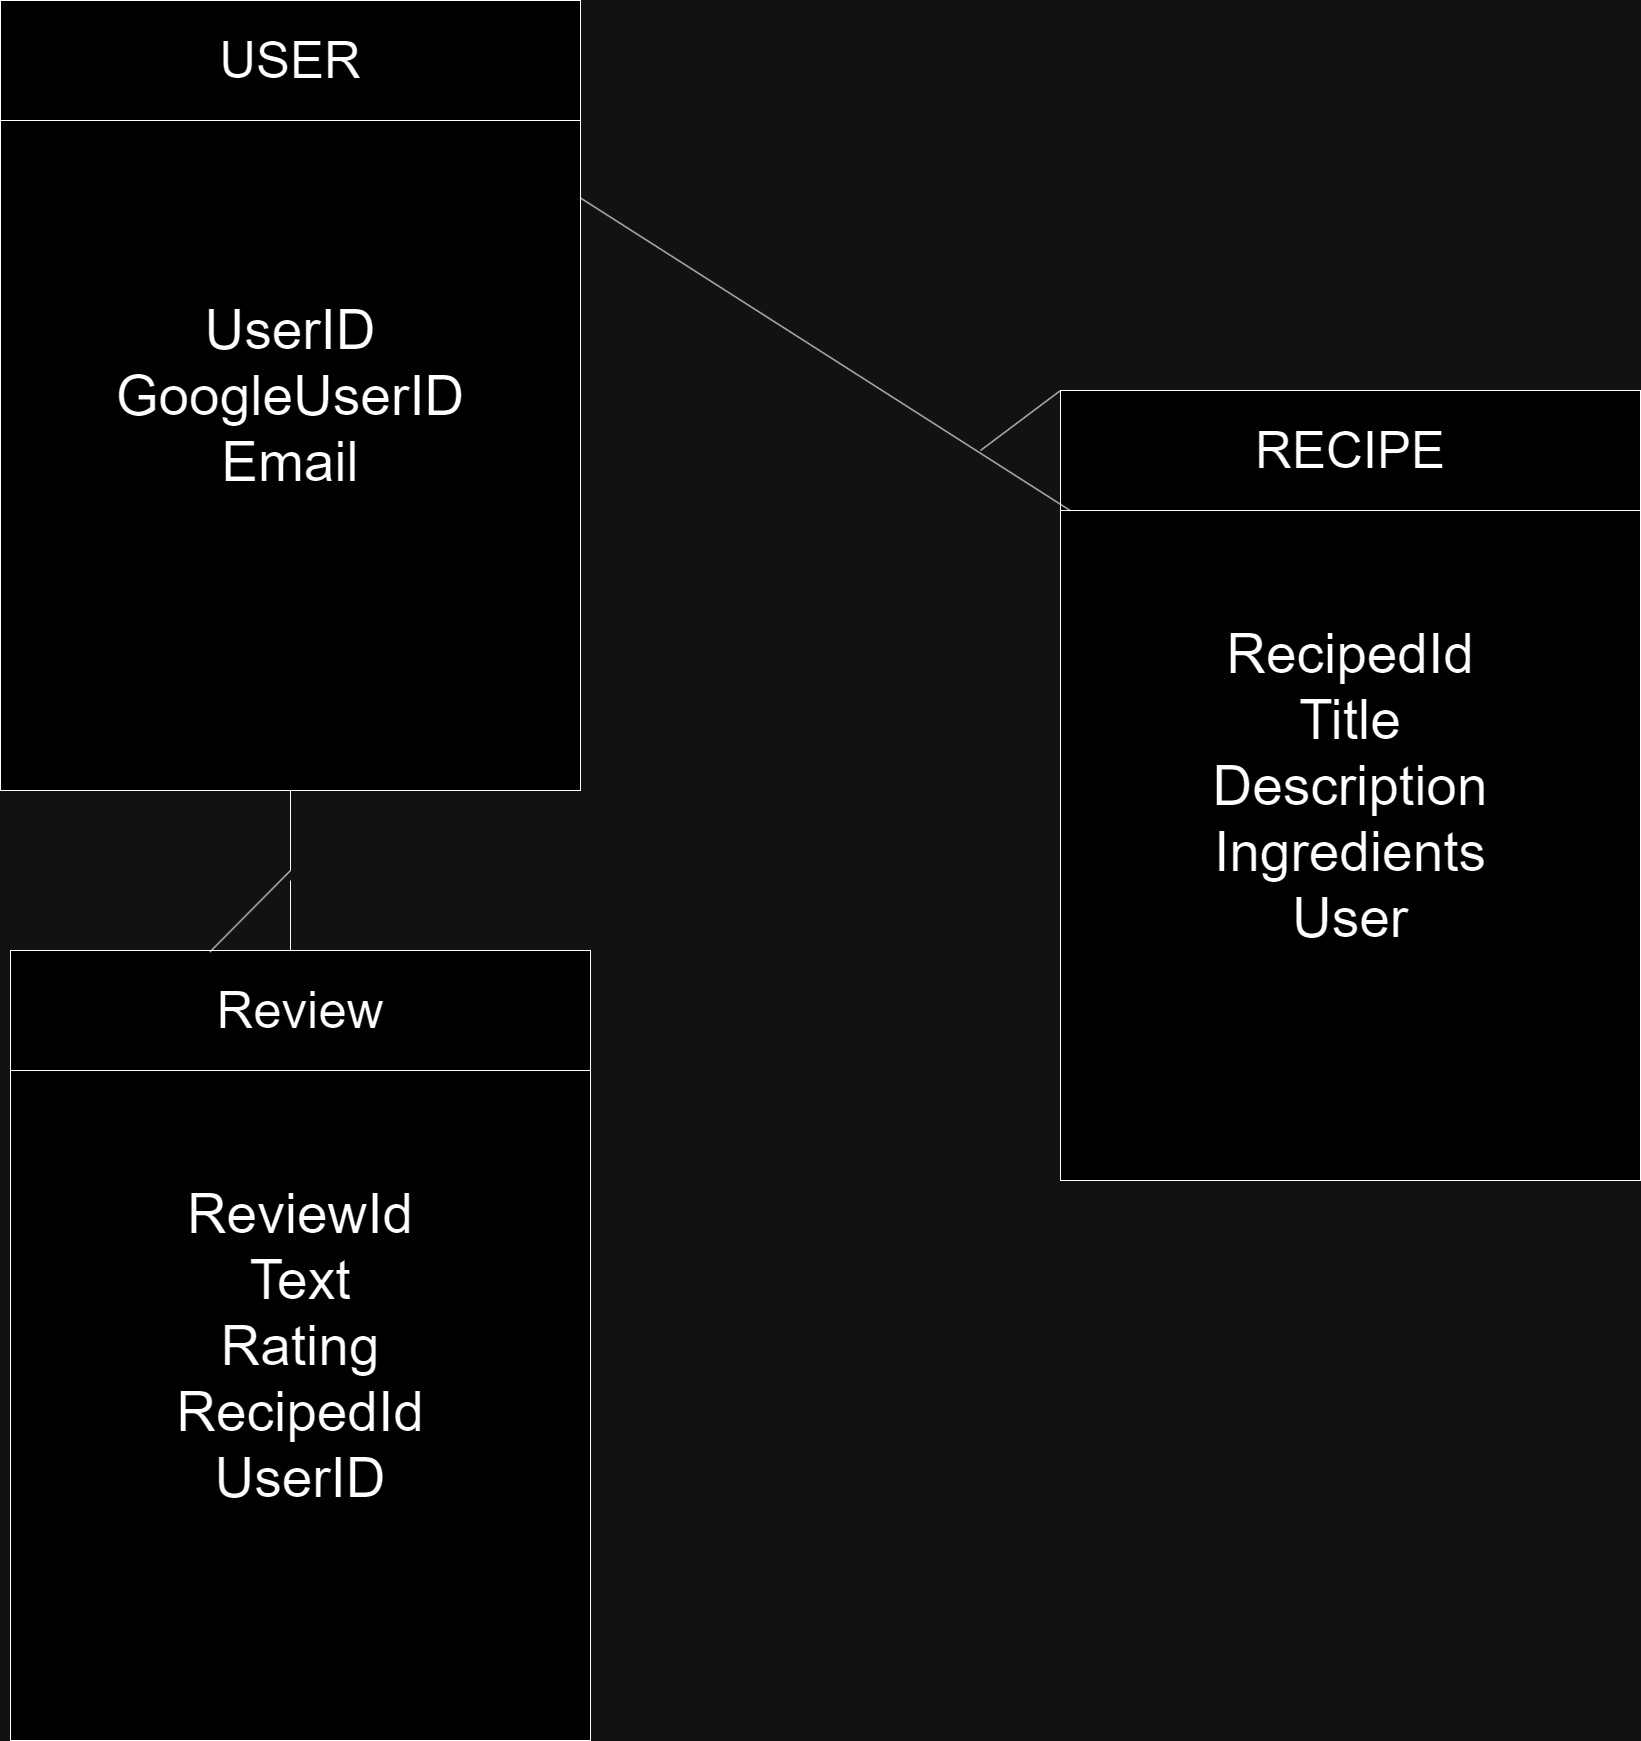 USER
UserID
GoogleUserID
Email
RECIPE
RecipedId
Title
Description
Ingredients
User
Review
ReviewId
Text
Rating
RecipedId
UserID